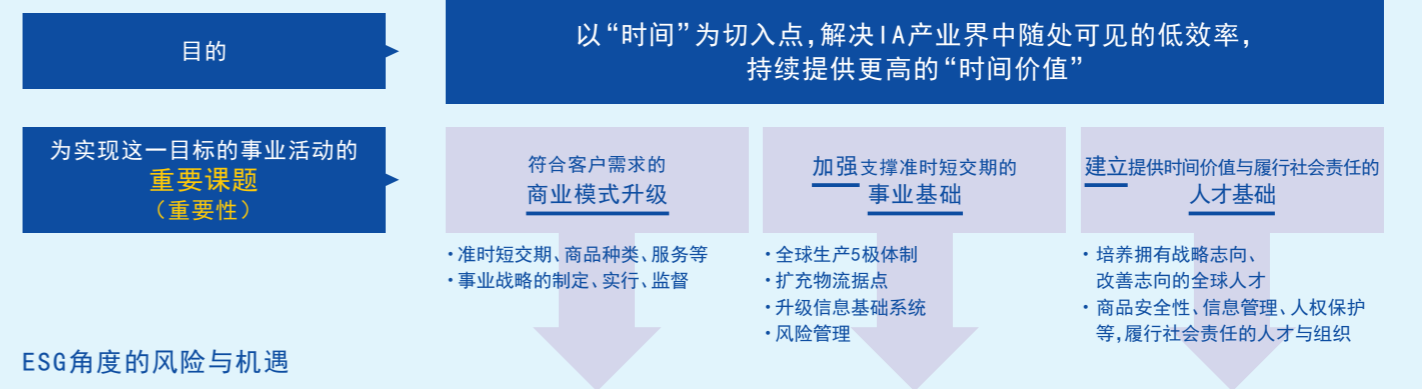 目的
以“时间”为切入点,解决IA产业界中随处可见的低效率,
持续提供更高的“时间价值”
为实现这一目标的事业活动的
重要课题
（重要性）
符合客户需求的
商业模式升级
・准时短交期、商品种类、服务等
・事业战略的制定、实行、监督
加强支撑准时短交期的
事业基础
・全球生产5极体制
・扩充物流据点
・升级信息基础系统
・风险管理
建立提供时间价值与履行社会责任的
人才基础
・培养拥有战略志向、
改善志向的全球人才
・商品安全性、信息管理、人权保护
等,履行社会责任的人才与组织
ESG角度的风险与机遇